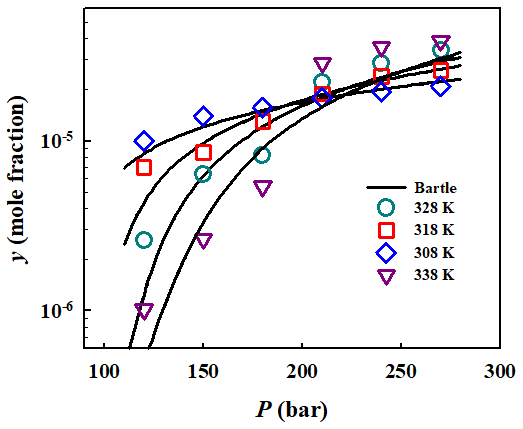 y (mole fraction)
10⁻⁵
10⁻⁶
Bartle
328 K
318 K
308 K
338 K
100 150 200 250 300
P (bar)